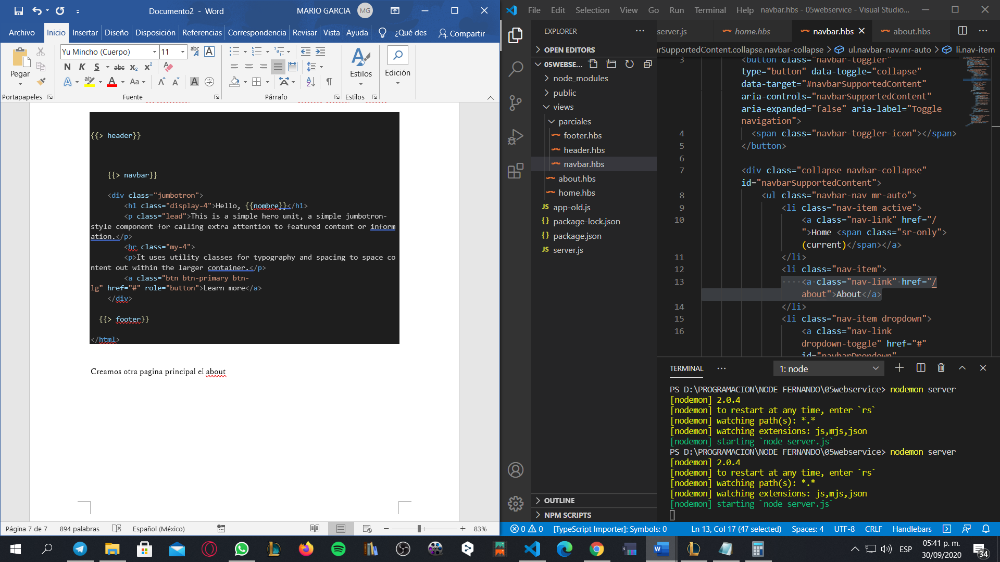 Documento2 - Word
MARIO GARCIA
MG
Archivo Inicio Insertar Diseño Disposición Referencias Correspondencia Revisar Vista Ayuda ¿Qué des Compartir
Yu Mincho (Cuerpo) 11
Pegar
N K S abc x₂ x²
Aa
Estilos
Edición
Portapapeles Fuente Párrafo Estilos
{{> header}}
{{> navbar}}
<div class="jumbotron">
<h1 class="display-4">Hello, {{nombre}}</h1>
<p class="lead">This is a simple hero unit, a simple jumbotron-
style component for calling extra attention to featured content or inform
ation.</p>
<hr class="my-4">
<p>It uses utility classes for typography and spacing to space co
ntent out within the larger container.</p>
<a class="btn btn-primary btn-
lg" href="#" role="button">Learn more</a>
</div>
{{> footer}}
</html>
Creamos otra pagina principal el about
Página 7 de 7 894 palabras Español (México) 83%
File Edit Selection View Go Run Terminal Help navbar.hbs - 05webservice - Visual Studio...
EXPLORER
server.js home.hbs navbar.hbs about.hbs
OPEN EDITORS
arSupportedContent.collapse.navbar-collapse > ul.navbar-nav.mr-auto > li.nav-item
05WEBSE...
node_modules
public
views
parciales
footer.hbs
header.hbs
navbar.hbs
about.hbs
home.hbs
JS app-old.js
{} package-lock.json
{} package.json
JS server.js
OUTLINE
NPM SCRIPTS
3 <button class="navbar-toggler"
type="button" data-toggle="collapse"
data-target="#navbarSupportedContent"
aria-controls="navbarSupportedContent"
aria-expanded="false" aria-label="Toggle
navigation">
4 <span class="navbar-toggler-icon"></span>
5 </button>
6
7 <div class="collapse navbar-collapse"
id="navbarSupportedContent">
8 <ul class="navbar-nav mr-auto">
9 <li class="nav-item active">
10 <a class="nav-link" href="/
">Home <span class="sr-only">
(current)</span></a>
11 </li>
12 <li class="nav-item">
13 <a class="nav-link" href="/
about">About</a>
14 </li>
15 <li class="nav-item dropdown">
16 <a class="nav-link
dropdown-toggle" href="#"
id="navbarDropdown"
TERMINAL 1: node
PS D:\PROGRAMACION\NODE FERNANDO\05webservice> nodemon server
[nodemon] 2.0.4
[nodemon] to restart at any time, enter `rs`
[nodemon] watching path(s): *.*
[nodemon] watching extensions: js,mjs,json
[nodemon] starting `node server.js`
PS D:\PROGRAMACION\NODE FERNANDO\05webservice> nodemon server
[nodemon] 2.0.4
[nodemon] to restart at any time, enter `rs`
[nodemon] watching path(s): *.*
[nodemon] watching extensions: js,mjs,json
[nodemon] starting `node server.js`
0 0 [TypeScript Importer]: Symbols: 0 Ln 13, Col 17 (47 selected) Spaces: 4 UTF-8 CRLF Handlebars
ESP 05:41 p. m.
30/09/2020
34